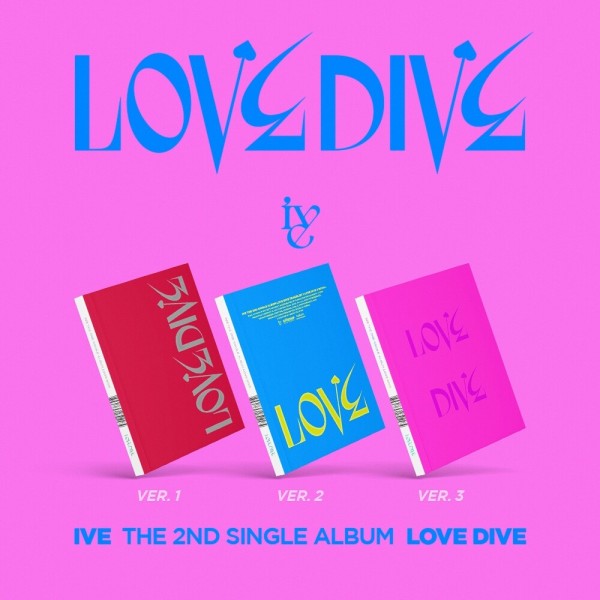 LOVE DIVE
ive
LOVE DIVE
LOVE
LOVE
DIVE
VER. 1
VER. 2
VER. 3
IVE THE 2ND SINGLE ALBUM LOVE DIVE